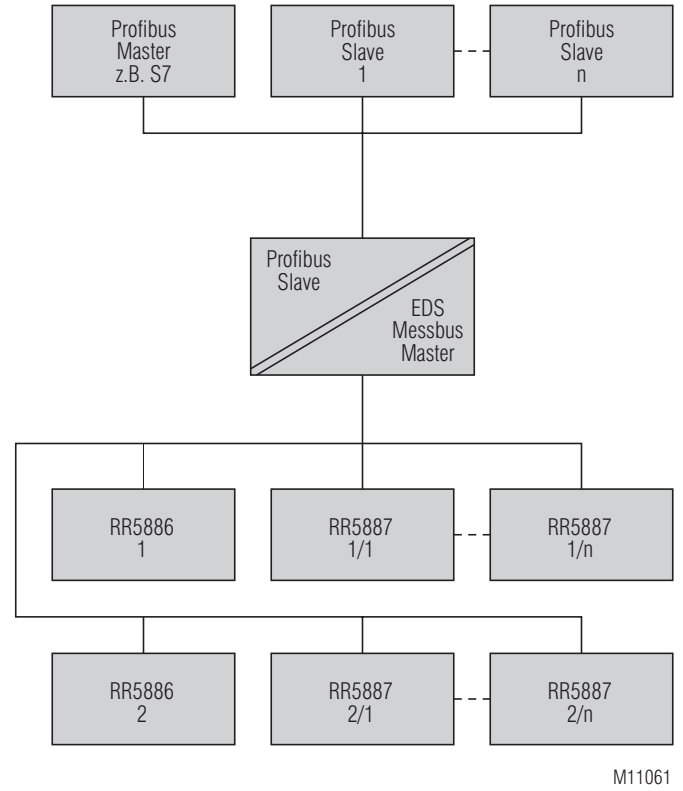 Profibus
Master
z.B. S7
Profibus
Slave
1
Profibus
Slave
n
Profibus
Slave
EDS
Messbus
Master
RR5886
1
RR5887
1/1
RR5887
1/n
RR5886
2
RR5887
2/1
RR5887
2/n
M11061